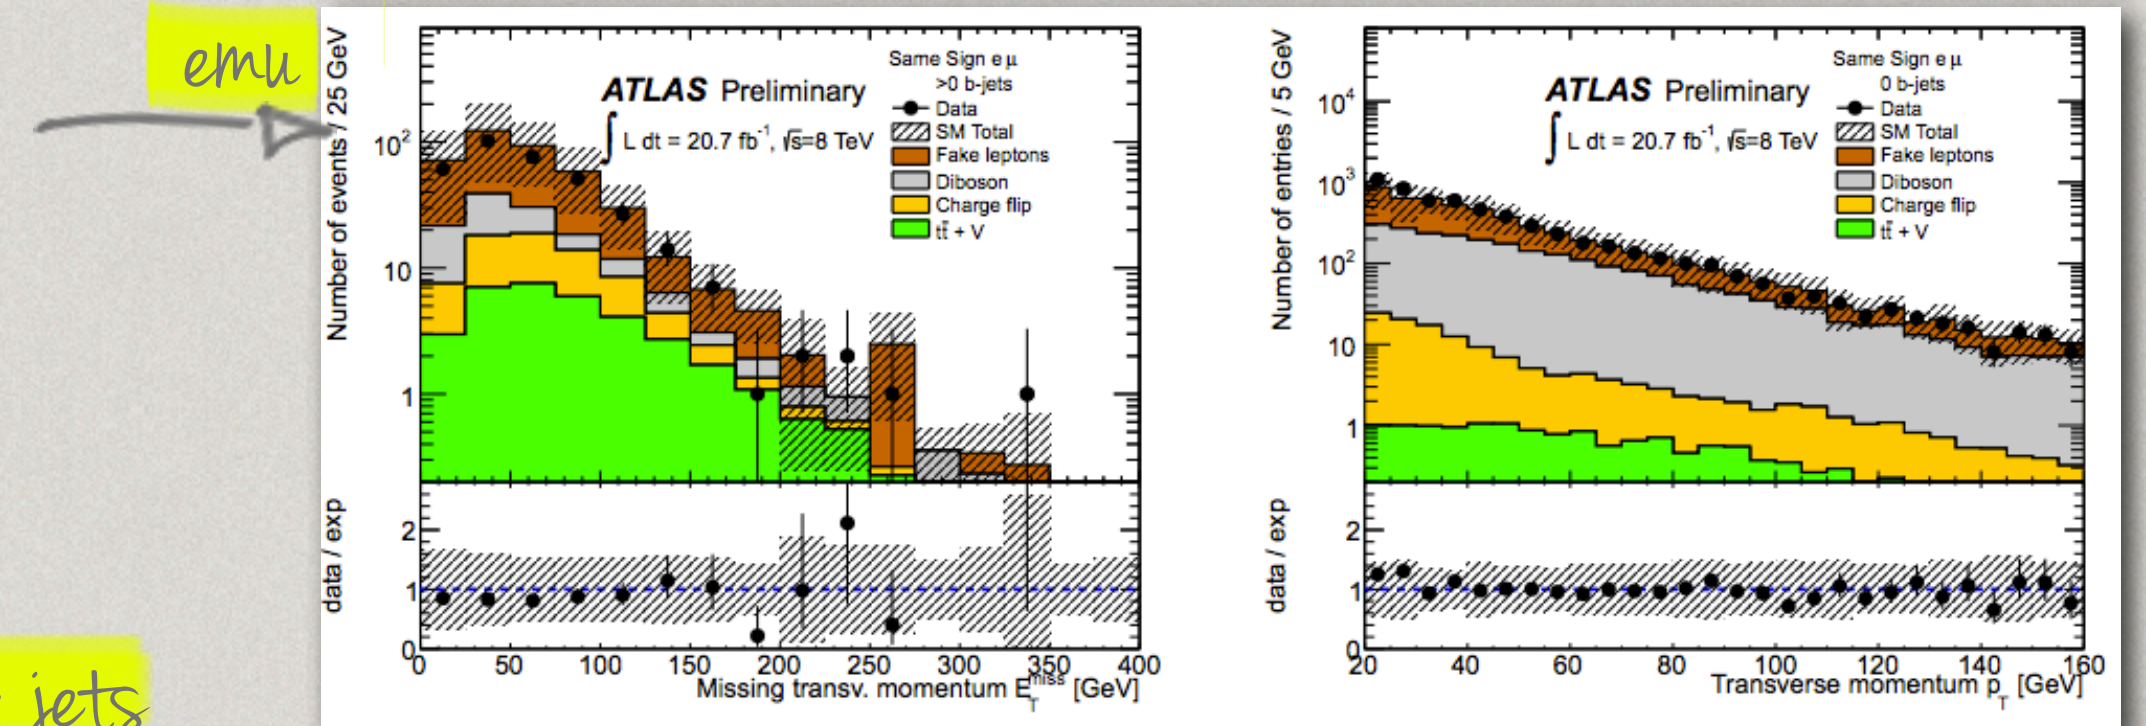 emu
Number of events / 25 GeV
Same Sign e μ
>0 b-jets
ATLAS Preliminary
∫ L dt = 20.7 fb⁻¹, √s=8 TeV
Data
SM Total
Fake leptons
Diboson
Charge flip
tt̄ + V
10²
10
1
data / exp
2
1
0
0 50 100 150 200 250 300 350 400
Missing transv. momentum E_T^miss [GeV]
Number of entries / 5 GeV
Same Sign e μ
0 b-jets
ATLAS Preliminary
∫ L dt = 20.7 fb⁻¹, √s=8 TeV
Data
SM Total
Fake leptons
Diboson
Charge flip
tt̄ + V
10⁴
10³
10²
10
1
data / exp
2
1
0
20 40 60 80 100 120 140 160
Transverse momentum p_T [GeV]
jets